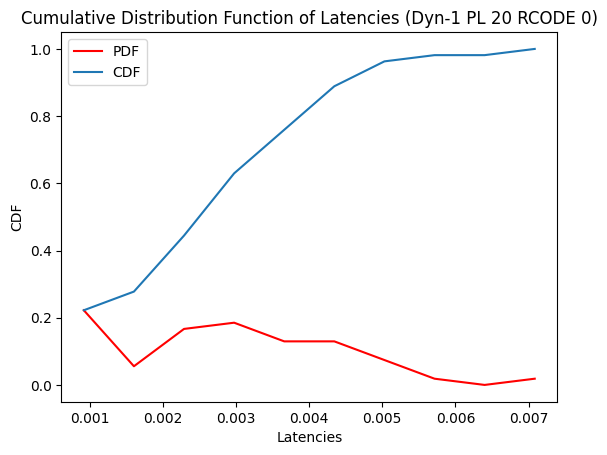 Cumulative Distribution Function of Latencies (Dyn-1 PL 20 RCODE 0)
PDF
CDF
1.0
0.8
0.6
0.4
0.2
0.0
CDF
0.001 0.002 0.003 0.004 0.005 0.006 0.007
Latencies